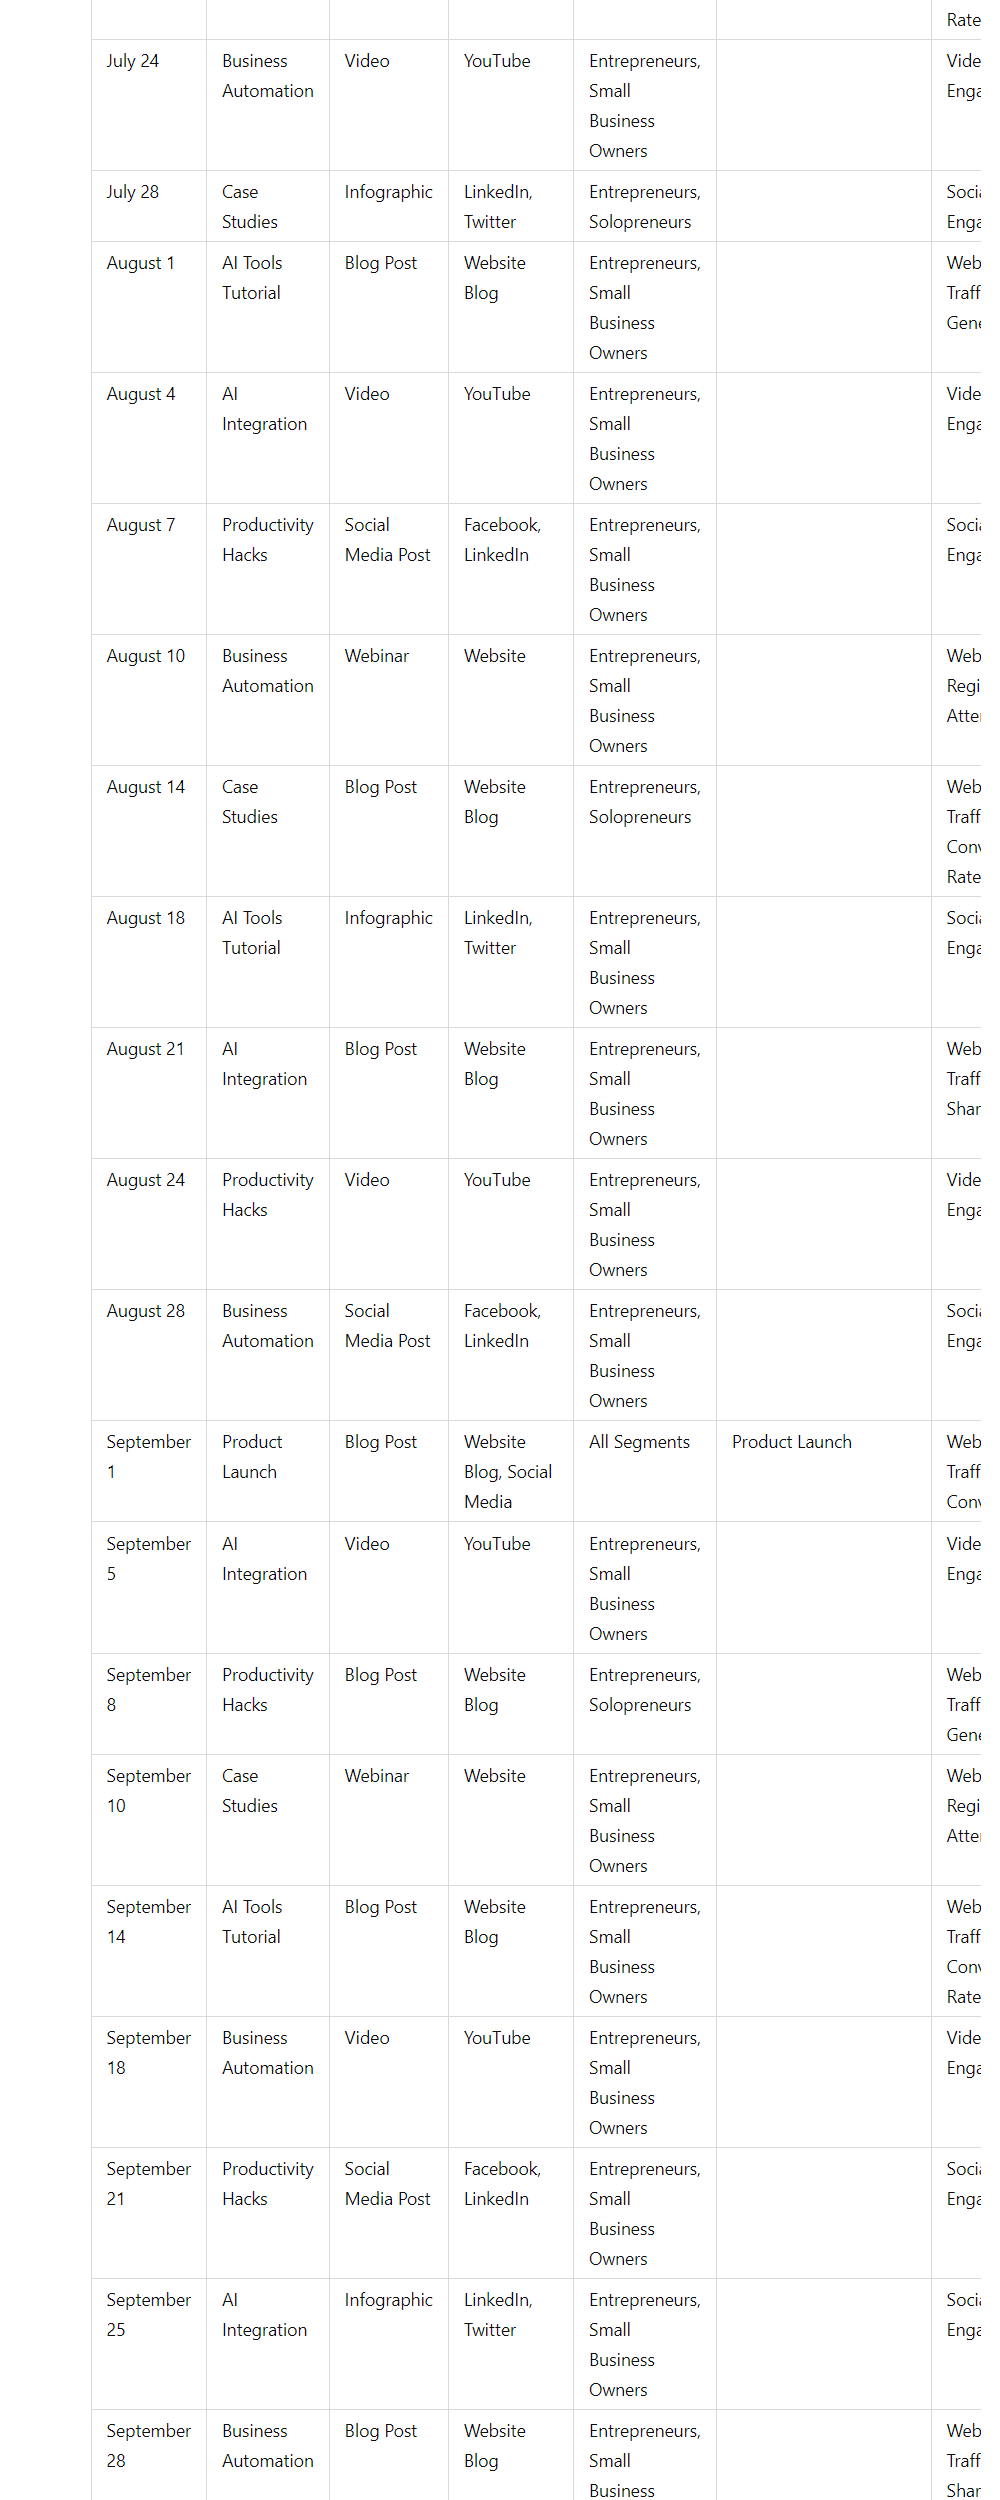 Rate
July 24
Business
Automation
Video
YouTube
Entrepreneurs,
Small
Business
Owners
Vide
Enga
July 28
Case
Studies
Infographic
LinkedIn,
Twitter
Entrepreneurs,
Solopreneurs
Socia
Enga
August 1
AI Tools
Tutorial
Blog Post
Website
Blog
Entrepreneurs,
Small
Business
Owners
Web
Traff
Gene
August 4
AI
Integration
Video
YouTube
Entrepreneurs,
Small
Business
Owners
Vide
Enga
August 7
Productivity
Hacks
Social
Media Post
Facebook,
LinkedIn
Entrepreneurs,
Small
Business
Owners
Socia
Enga
August 10
Business
Automation
Webinar
Website
Entrepreneurs,
Small
Business
Owners
Web
Regi
Atte
August 14
Case
Studies
Blog Post
Website
Blog
Entrepreneurs,
Solopreneurs
Web
Traff
Conv
Rate
August 18
AI Tools
Tutorial
Infographic
LinkedIn,
Twitter
Entrepreneurs,
Small
Business
Owners
Socia
Enga
August 21
AI
Integration
Blog Post
Website
Blog
Entrepreneurs,
Small
Business
Owners
Web
Traff
Shar
August 24
Productivity
Hacks
Video
YouTube
Entrepreneurs,
Small
Business
Owners
Vide
Enga
August 28
Business
Automation
Social
Media Post
Facebook,
LinkedIn
Entrepreneurs,
Small
Business
Owners
Socia
Enga
September
1
Product
Launch
Blog Post
Website
Blog, Social
Media
All Segments
Product Launch
Web
Traff
Conv
September
5
AI
Integration
Video
YouTube
Entrepreneurs,
Small
Business
Owners
Vide
Enga
September
8
Productivity
Hacks
Blog Post
Website
Blog
Entrepreneurs,
Solopreneurs
Web
Traff
Gene
September
10
Case
Studies
Webinar
Website
Entrepreneurs,
Small
Business
Owners
Web
Regi
Atte
September
14
AI Tools
Tutorial
Blog Post
Website
Blog
Entrepreneurs,
Small
Business
Owners
Web
Traff
Conv
Rate
September
18
Business
Automation
Video
YouTube
Entrepreneurs,
Small
Business
Owners
Vide
Enga
September
21
Productivity
Hacks
Social
Media Post
Facebook,
LinkedIn
Entrepreneurs,
Small
Business
Owners
Socia
Enga
September
25
AI
Integration
Infographic
LinkedIn,
Twitter
Entrepreneurs,
Small
Business
Owners
Socia
Enga
September
28
Business
Automation
Blog Post
Website
Blog
Entrepreneurs,
Small
Business
Web
Traff
Shar